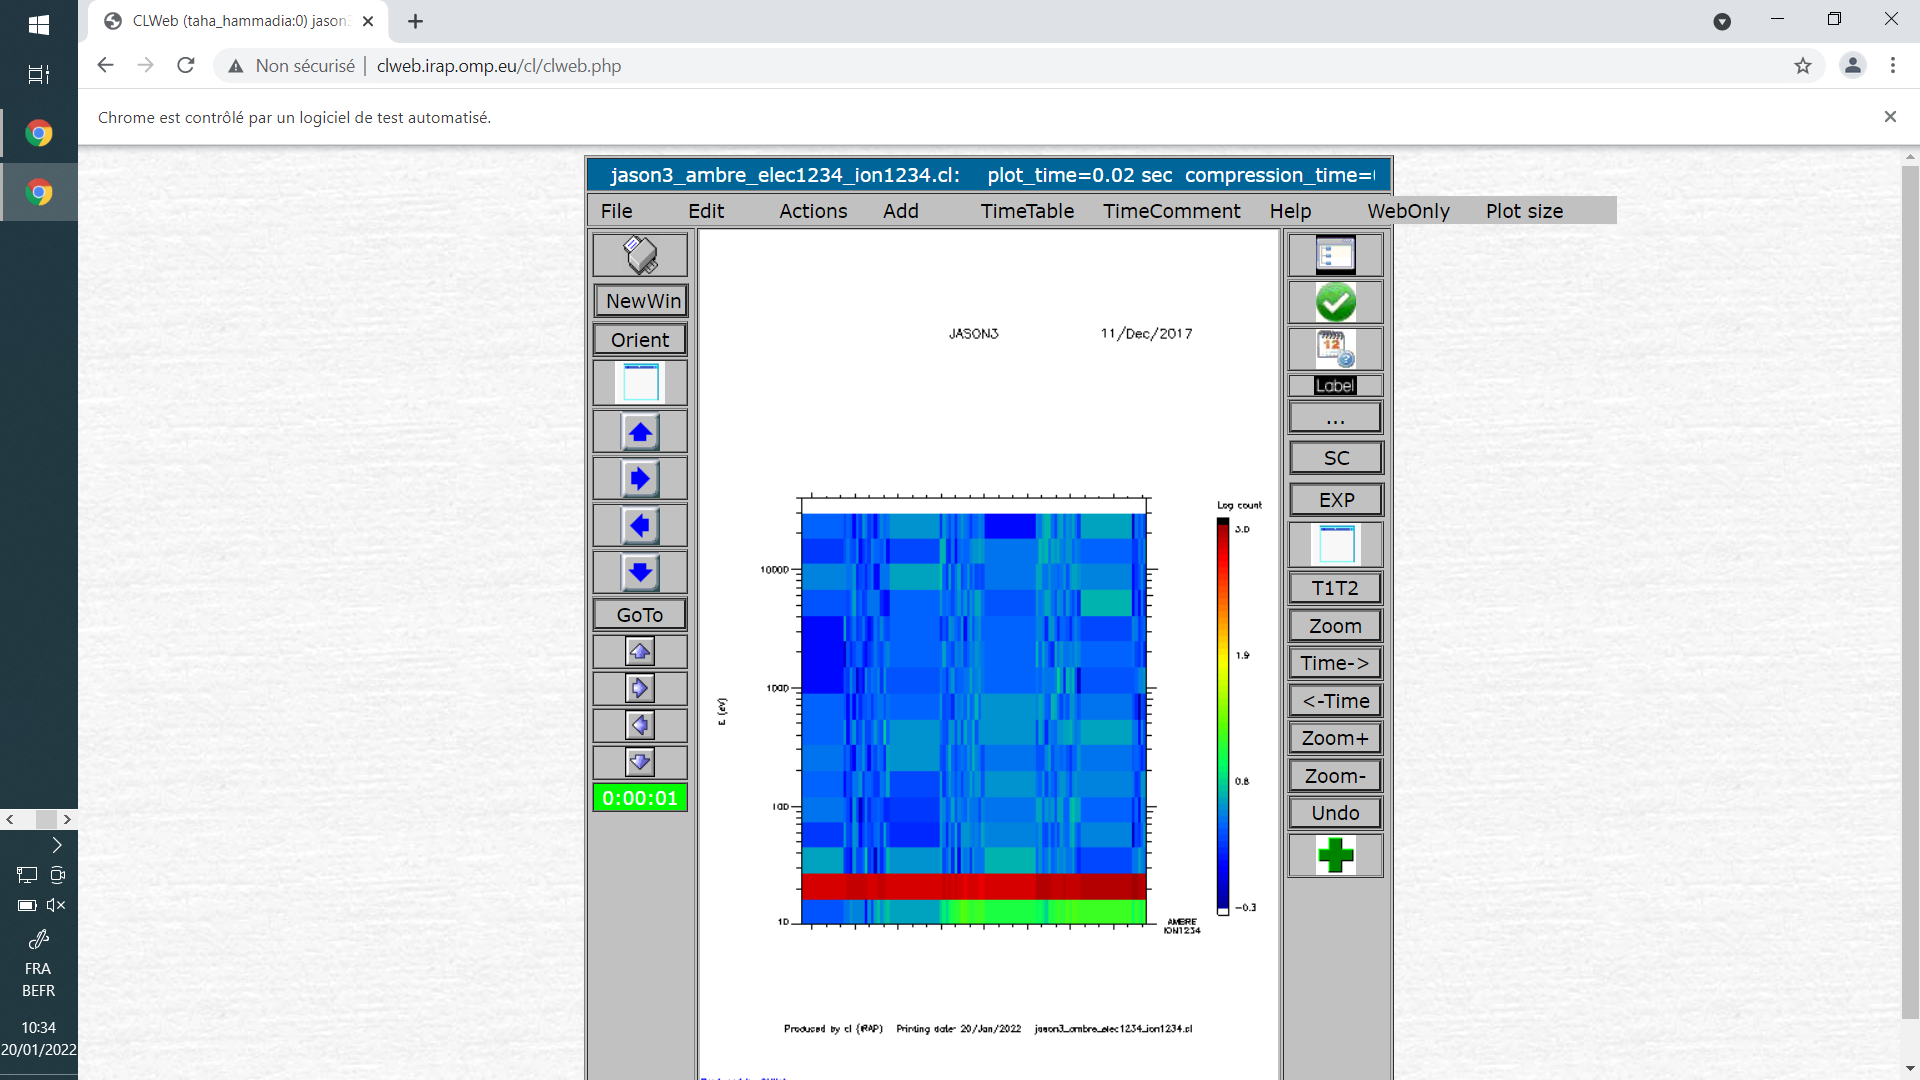 CLWeb (taha_hammadia:0) jason3
Non sécurisé | clweb.irap.omp.eu/cl/clweb.php
Chrome est contrôlé par un logiciel de test automatisé.
jason3_ambre_elec1234_ion1234.cl: plot_time=0.02 sec compression_time=
File Edit Actions Add TimeTable TimeComment Help WebOnly Plot size
NewWin
Orient
GoTo
0:00:01
JASON3 11/Dec/2017
Log count
3.0
1.9
0.8
-0.3
10000
1000
100
10
E (eV)
AMBRE
ION1234
Produced by cl (IRAP) Printing date: 20/Jan/2022 jason3_ambre_elec1234_ion1234.cl
12
Label
...
SC
EXP
T1T2
Zoom
Time->
<-Time
Zoom+
Zoom-
Undo
FRA
BEFR
10:34
20/01/2022